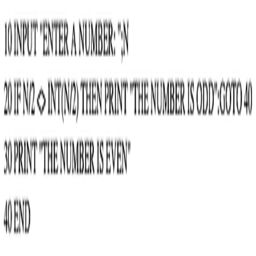 10 INPUT "ENTER A NUMBER: ";N
20 IF N/2 <> INT(N/2) THEN PRINT "THE NUMBER IS ODD":GOTO 40
30 PRINT "THE NUMBER IS EVEN"
40 END